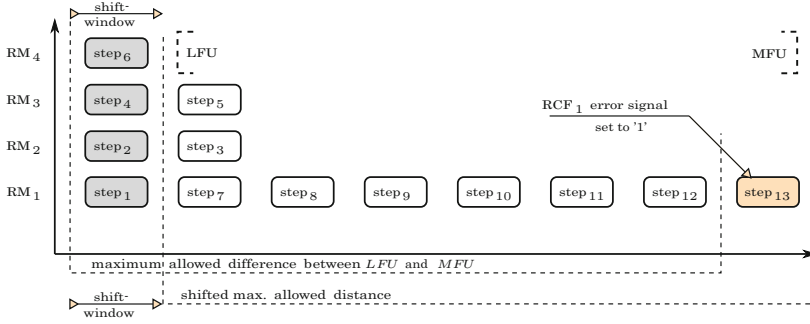 shift-
window
RM 4 step 6 LFU MFU
RM 3 step 4 step 5
RCF 1 error signal
set to '1'
RM 2 step 2 step 3
RM 1 step 1 step 7 step 8 step 9 step 10 step 11 step 12 step 13
maximum allowed difference between LFU and MFU
shift-
window
shifted max. allowed distance